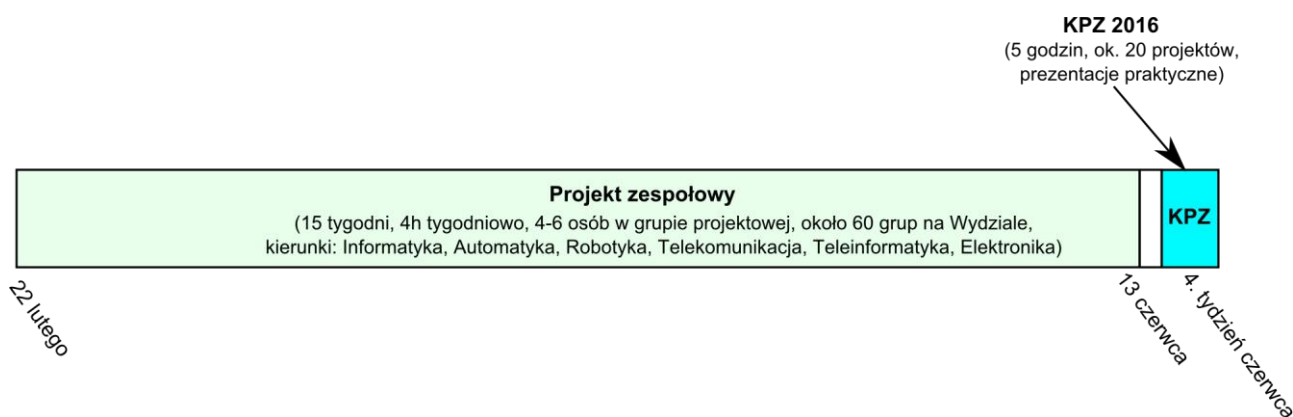 KPZ 2016
(5 godzin, ok. 20 projektów,
prezentacje praktyczne)
Projekt zespołowy
(15 tygodni, 4h tygodniowo, 4-6 osób w grupie projektowej, około 60 grup na Wydziale,
kierunki: Informatyka, Automatyka, Robotyka, Telekomunikacja, Teleinformatyka, Elektronika)
KPZ
22 lutego
13 czerwca
4. tydzień czerwca